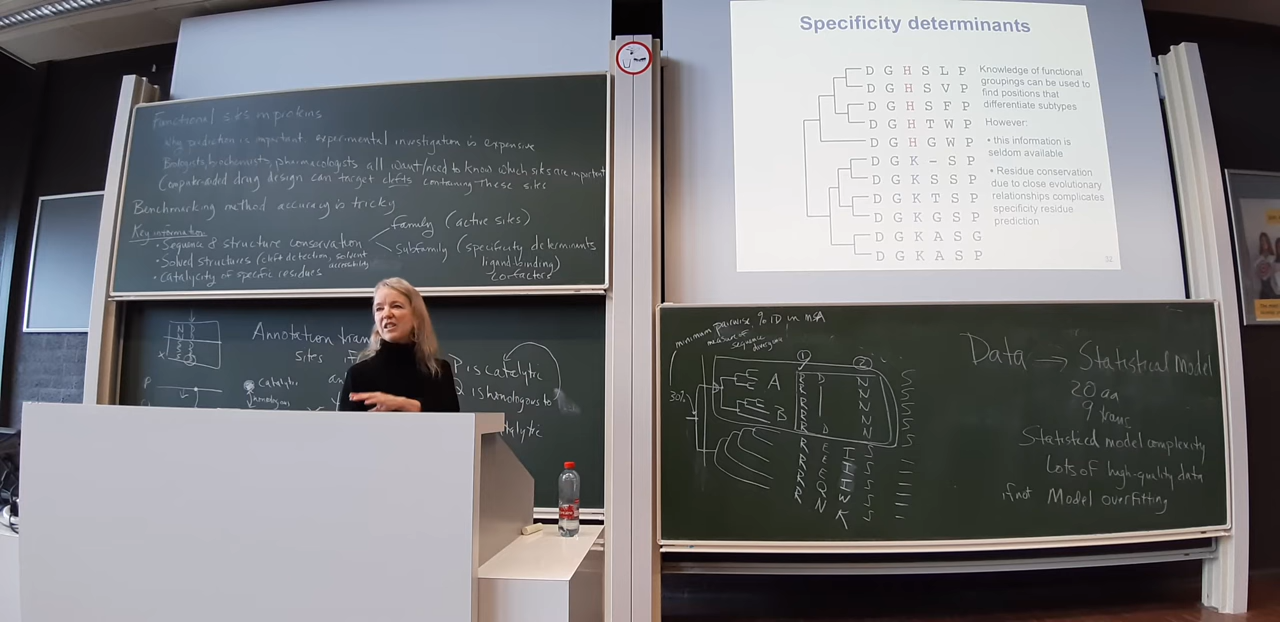 Functional sites in proteins
Why prediction is important: experimental investigation is expensive
Biologists, biochemists, pharmacologists all want/need to know which sites are important
Computer-aided drug design can target clefts containing these sites
Benchmarking method accuracy is tricky
Key information
• Sequence & structure conservation
Family (active sites)
Subfamily (specificity determinants
ligand-binding)
cofactors
• Solved structures (cleft detection, solvent
accessibility)
• Catalycity of specific residues
Annotation
sites
P
catalytic
homologous
P is catalytic
is homologous to
Specificity determinants
D G H S L P
D G H S V P
D G H S F P
D G H T W P
D G H G W P
D G K – S P
D G K S S P
D G K T S P
D G K G S P
D G K A S G
D G K A S P
Knowledge of functional
groupings can be used to
find positions that
differentiate subtypes
However:
• this information is
seldom available
• Residue conservation
due to close evolutionary
relationships complicates
specificity residue
prediction
minimum pairwise % ID in MSA
measure of
sequence
divergence!
30%
A
B
1
2
R D N S
R N S
R N S
R N S
R D N S
R E I S
R E I S
R E I S
R Q W S
R N K S
Data → Statistical Model
20 aa
9 tranc
Statistical model complexity
Lots of high-quality data
if not Model overfitting